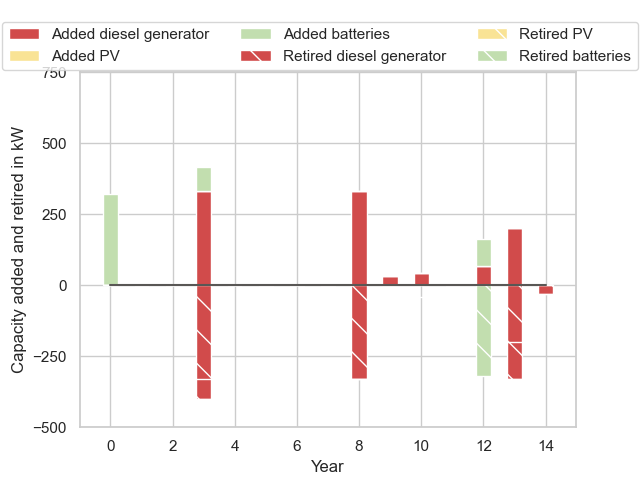 Added diesel generator Added batteries Retired PV
Added PV Retired diesel generator Retired batteries
750
500
250
0
−250
−500
Capacity added and retired in kW
0 2 4 6 8 10 12 14
Year